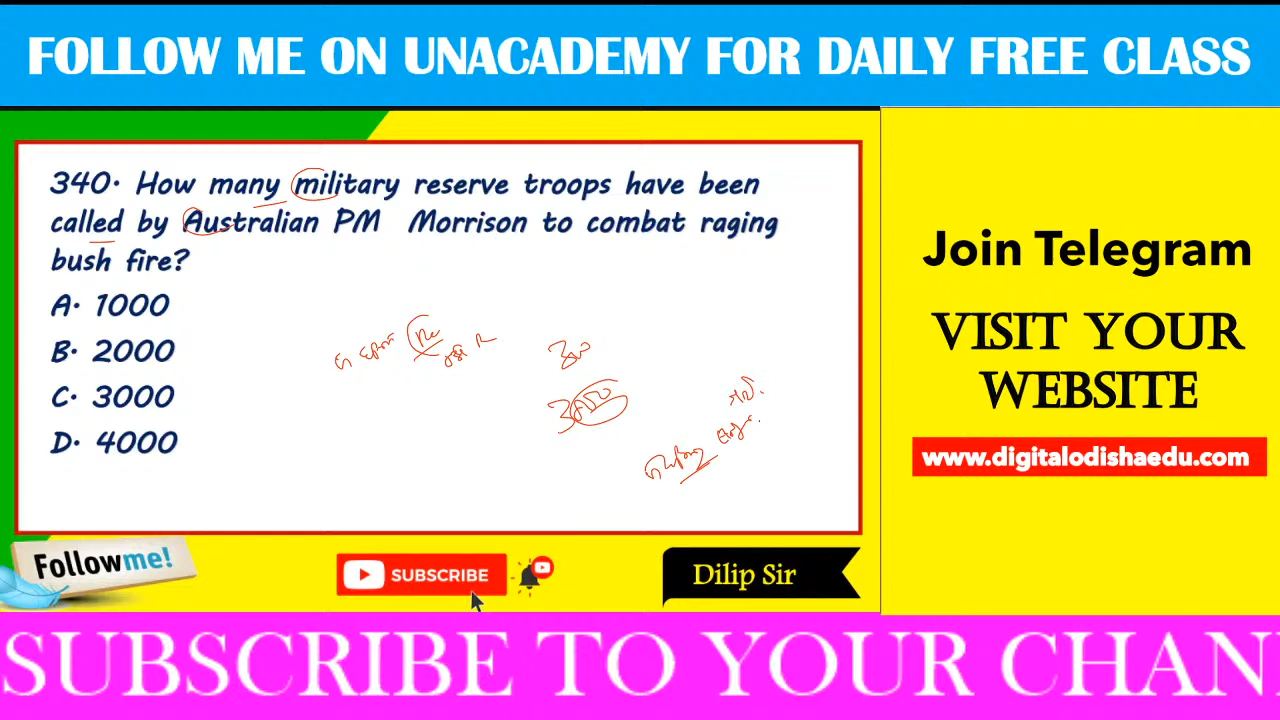 FOLLOW ME ON UNACADEMY FOR DAILY FREE CLASS
340. How many military reserve troops have been
called by Australian PM Morrison to combat raging
bush fire?
A. 1000
B. 2000
C. 3000
D. 4000
Join Telegram
VISIT YOUR
WEBSITE
www.digitalodishaedu.com
Followme!
SUBSCRIBE
Dilip Sir
SUBSCRIBE TO YOUR CHAN